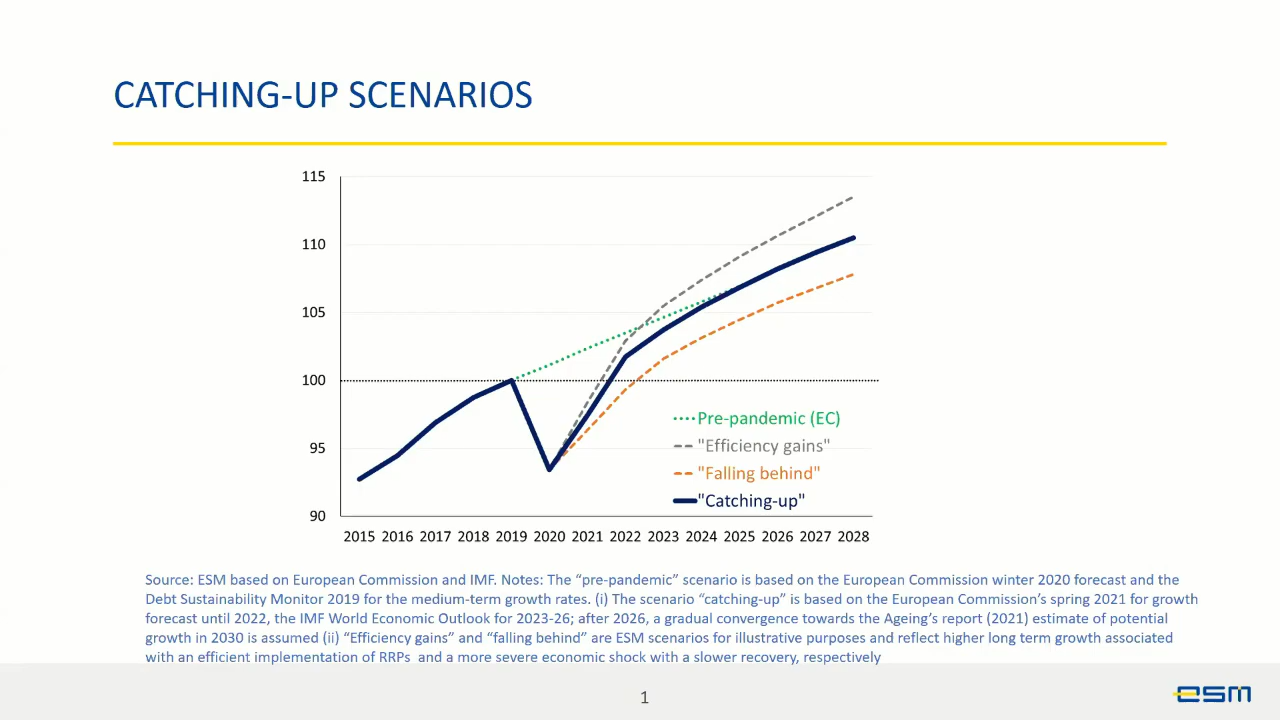 CATCHING-UP SCENARIOS
115
110
105
100
95
90
Pre-pandemic (EC)
"Efficiency gains"
"Falling behind"
"Catching-up"
2015 2016 2017 2018 2019 2020 2021 2022 2023 2024 2025 2026 2027 2028
Source: ESM based on European Commission and IMF. Notes: The “pre-pandemic” scenario is based on the European Commission winter 2020 forecast and the
Debt Sustainability Monitor 2019 for the medium-term growth rates. (i) The scenario “catching-up” is based on the European Commission’s spring 2021 for growth
forecast until 2022, the IMF World Economic Outlook for 2023-26; after 2026, a gradual convergence towards the Ageing’s report (2021) estimate of potential
growth in 2030 is assumed (ii) “Efficiency gains” and “falling behind” are ESM scenarios for illustrative purposes and reflect higher long term growth associated
with an efficient implementation of RRPs and a more severe economic shock with a slower recovery, respectively
1
esm